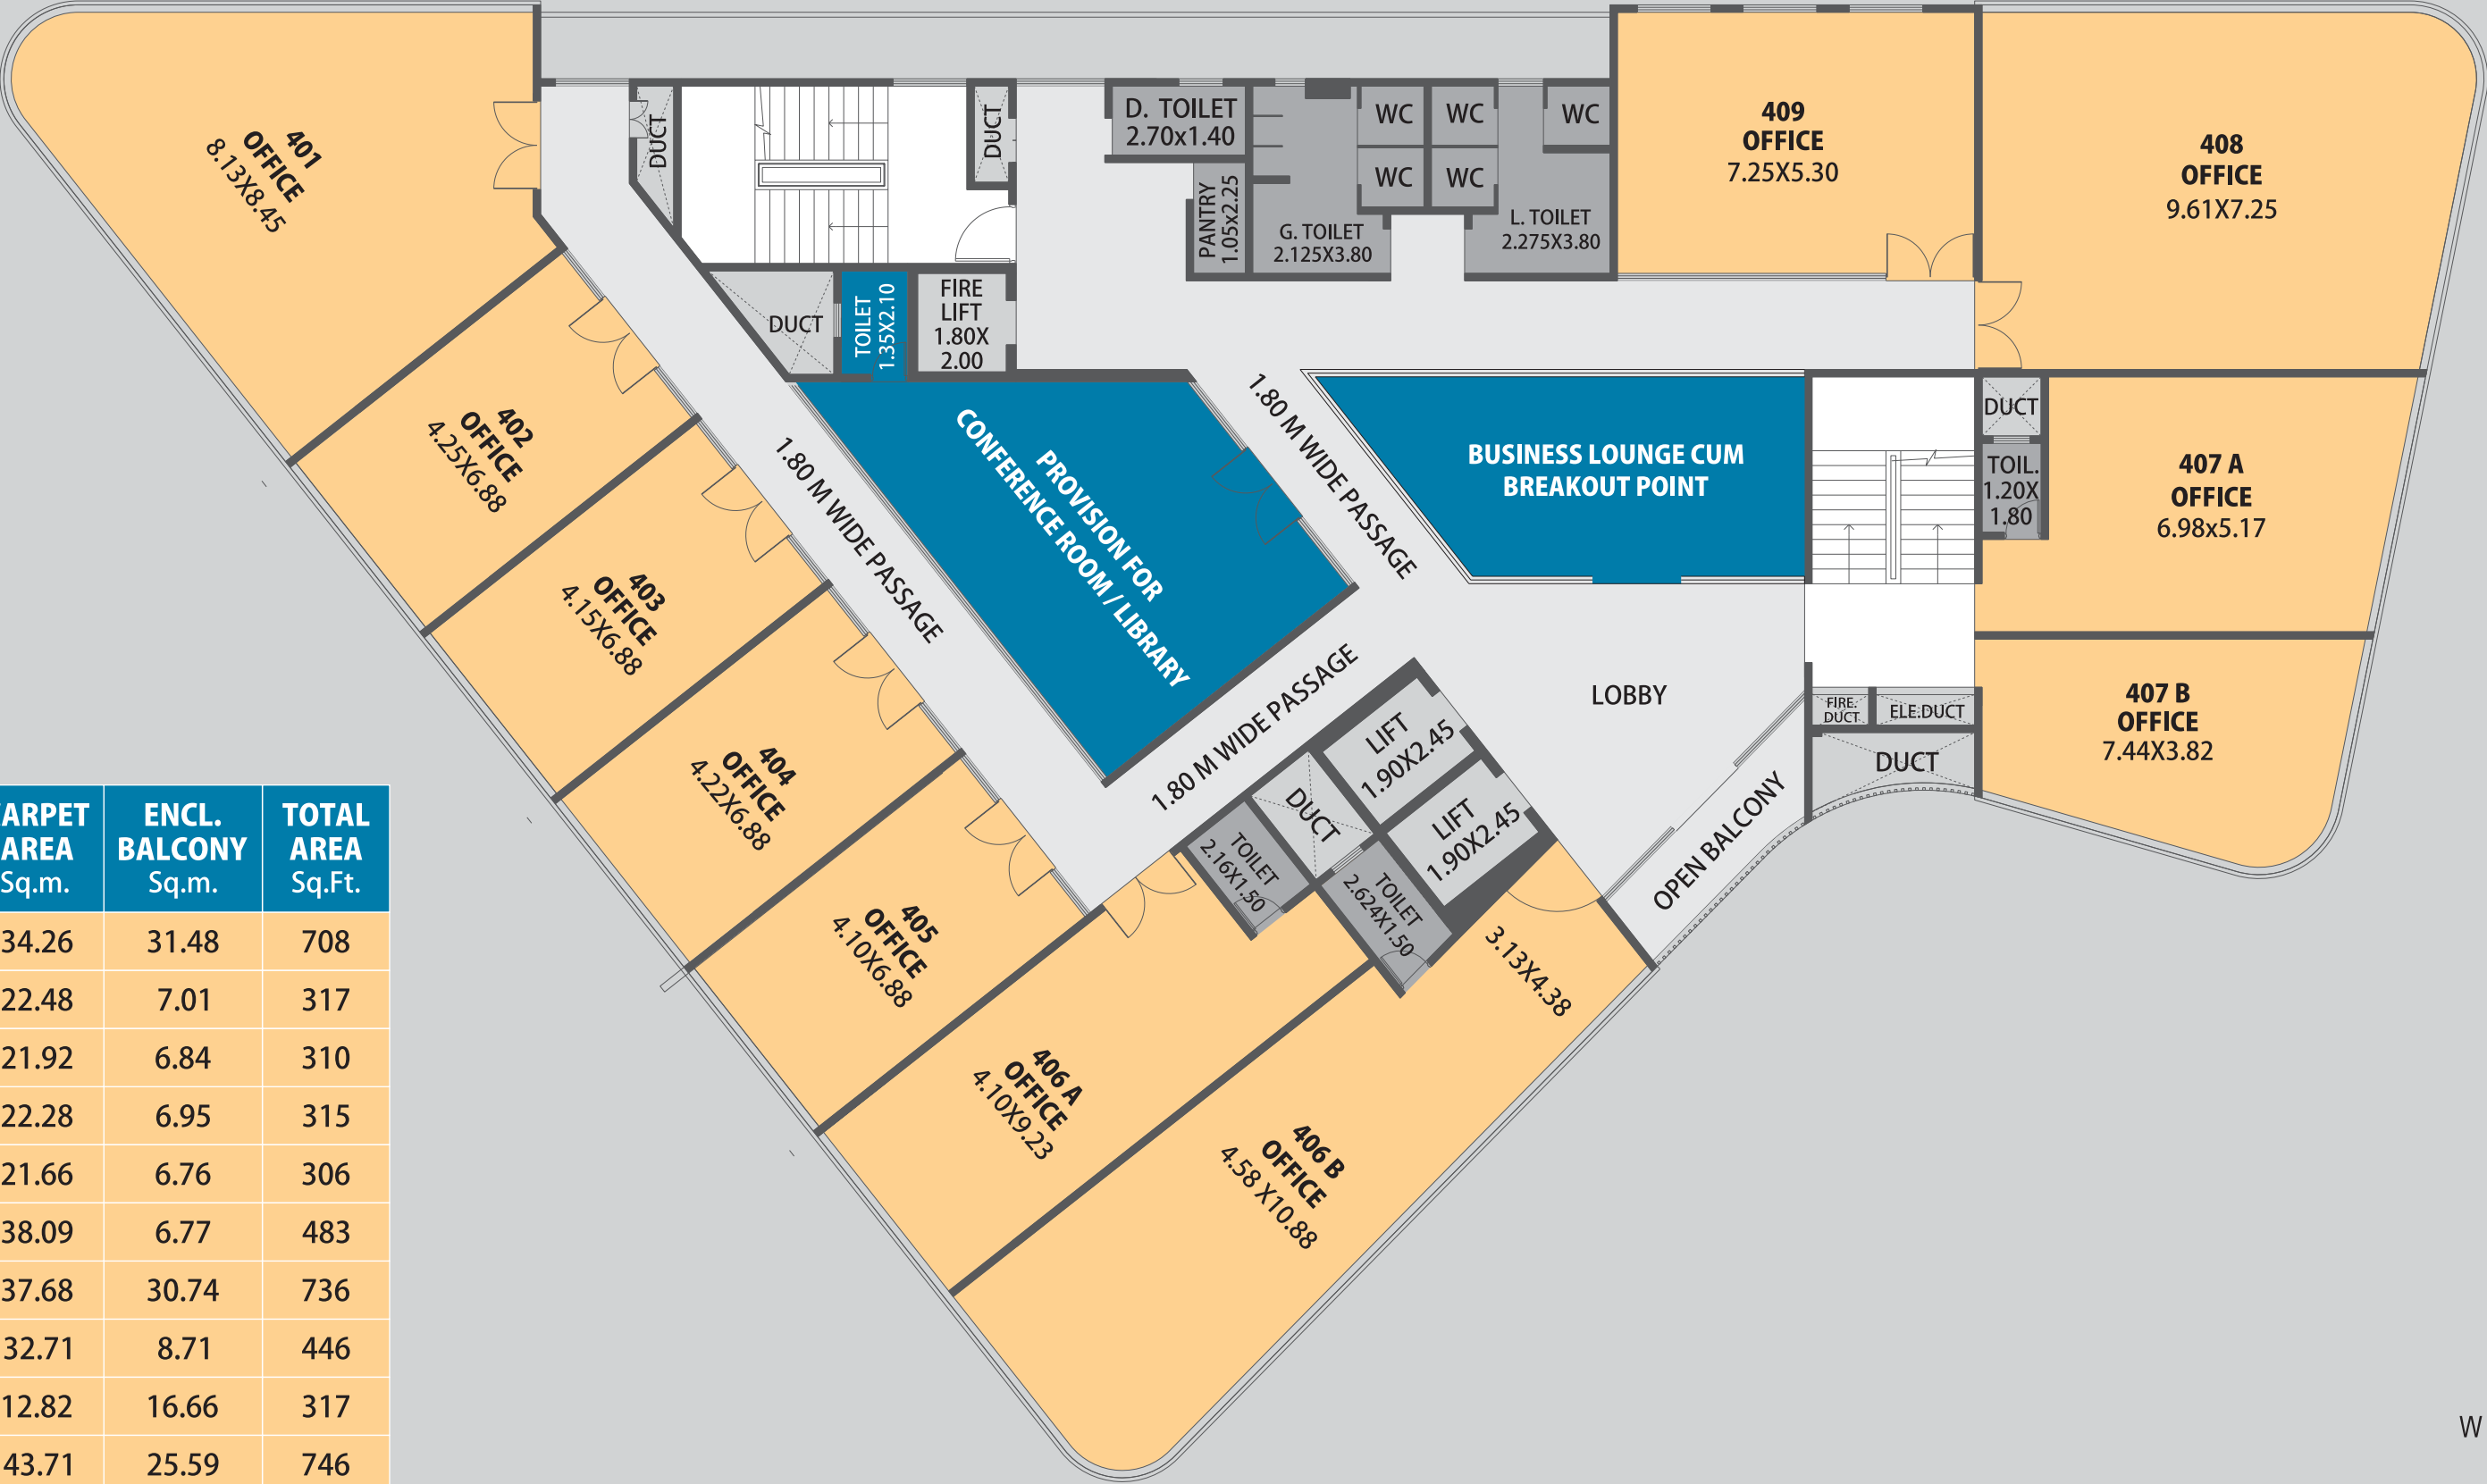 401
OFFICE
8.13X8.45
402
OFFICE
4.25X6.88
403
OFFICE
4.15X6.88
404
OFFICE
4.22X6.88
405
OFFICE
4.10X6.88
406 A
OFFICE
4.10X9.23
406 B
OFFICE
4.58 X10.88
3.13X4.38
DUCT
DUCT
DUCT
TOILET
1.35X2.10
FIRE
LIFT
1.80X
2.00
D. TOILET
2.70x1.40
PANTRY
1.05x2.25
G. TOILET
2.125X3.80
WC
WC
WC
WC
WC
L. TOILET
2.275X3.80
409
OFFICE
7.25X5.30
408
OFFICE
9.61X7.25
1.80 M WIDE PASSAGE
PROVISION FOR
CONFERENCE ROOM / LIBRARY
1.80 M WIDE PASSAGE
BUSINESS LOUNGE CUM
BREAKOUT POINT
DUCT
TOIL.
1.20X
1.80
407 A
OFFICE
6.98x5.17
1.80 M WIDE PASSAGE
LOBBY
LIFT
1.90X2.45
LIFT
1.90X2.45
DUCT
TOILET
2.16X1.50
TOILET
2.624X1.50
OPEN BALCONY
FIRE.
DUCT
ELE.DUCT
DUCT
407 B
OFFICE
7.44X3.82
ARPET
AREA
Sq.m.
ENCL.
BALCONY
Sq.m.
TOTAL
AREA
Sq.Ft.
34.26 31.48 708
22.48 7.01 317
21.92 6.84 310
22.28 6.95 315
21.66 6.76 306
38.09 6.77 483
37.68 30.74 736
32.71 8.71 446
12.82 16.66 317
43.71 25.59 746
W